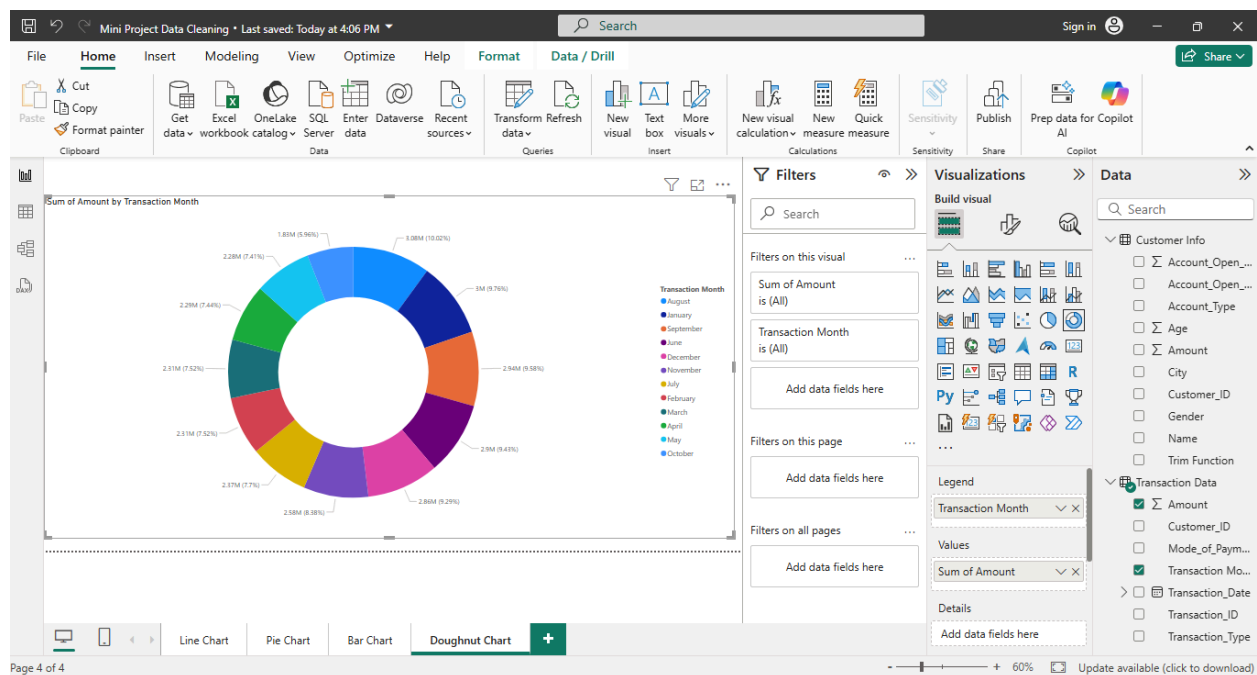 Mini Project Data Cleaning • Last saved: Today at 4:06 PM
Search
Sign in
File Home Insert Modeling View Optimize Help Format Data / Drill
Share
Paste
Cut
Copy
Format painter
Clipboard
Get data
Excel workbook
OneLake catalog
SQL Server
Enter data
Dataverse
Recent sources
Data
Transform data
Refresh
Queries
New visual
Text box
More visuals
Insert
New visual calculation
New measure
Quick measure
Calculations
Sensitivity
Sensitivity
Publish
Share
Prep data for AI
Copilot
Copilot
Sum of Amount by Transaction Month
3.08M (10.02%)
3M (9.76%)
2.94M (9.58%)
2.9M (9.43%)
2.86M (9.29%)
2.58M (8.38%)
2.37M (7.7%)
2.31M (7.52%)
2.31M (7.52%)
2.29M (7.44%)
2.28M (7.41%)
1.83M (5.96%)
Transaction Month
August
January
September
June
December
November
July
February
March
April
May
October
Filters
Search
Filters on this visual
Sum of Amount
is (All)
Transaction Month
is (All)
Add data fields here
Filters on this page
Add data fields here
Filters on all pages
Add data fields here
Visualizations
Build visual
123
R
Py
123
Legend
Transaction Month
Values
Sum of Amount
Details
Add data fields here
Data
Search
Customer Info
Account_Open_...
Account_Open_...
Account_Type
Age
Amount
City
Customer_ID
Gender
Name
Trim Function
Transaction Data
Amount
Customer_ID
Mode_of_Paym...
Transaction Mo...
Transaction_Date
Transaction_ID
Transaction_Type
DAX
Line Chart
Pie Chart
Bar Chart
Doughnut Chart
+
Page 4 of 4
- + 60%
Update available (click to download)